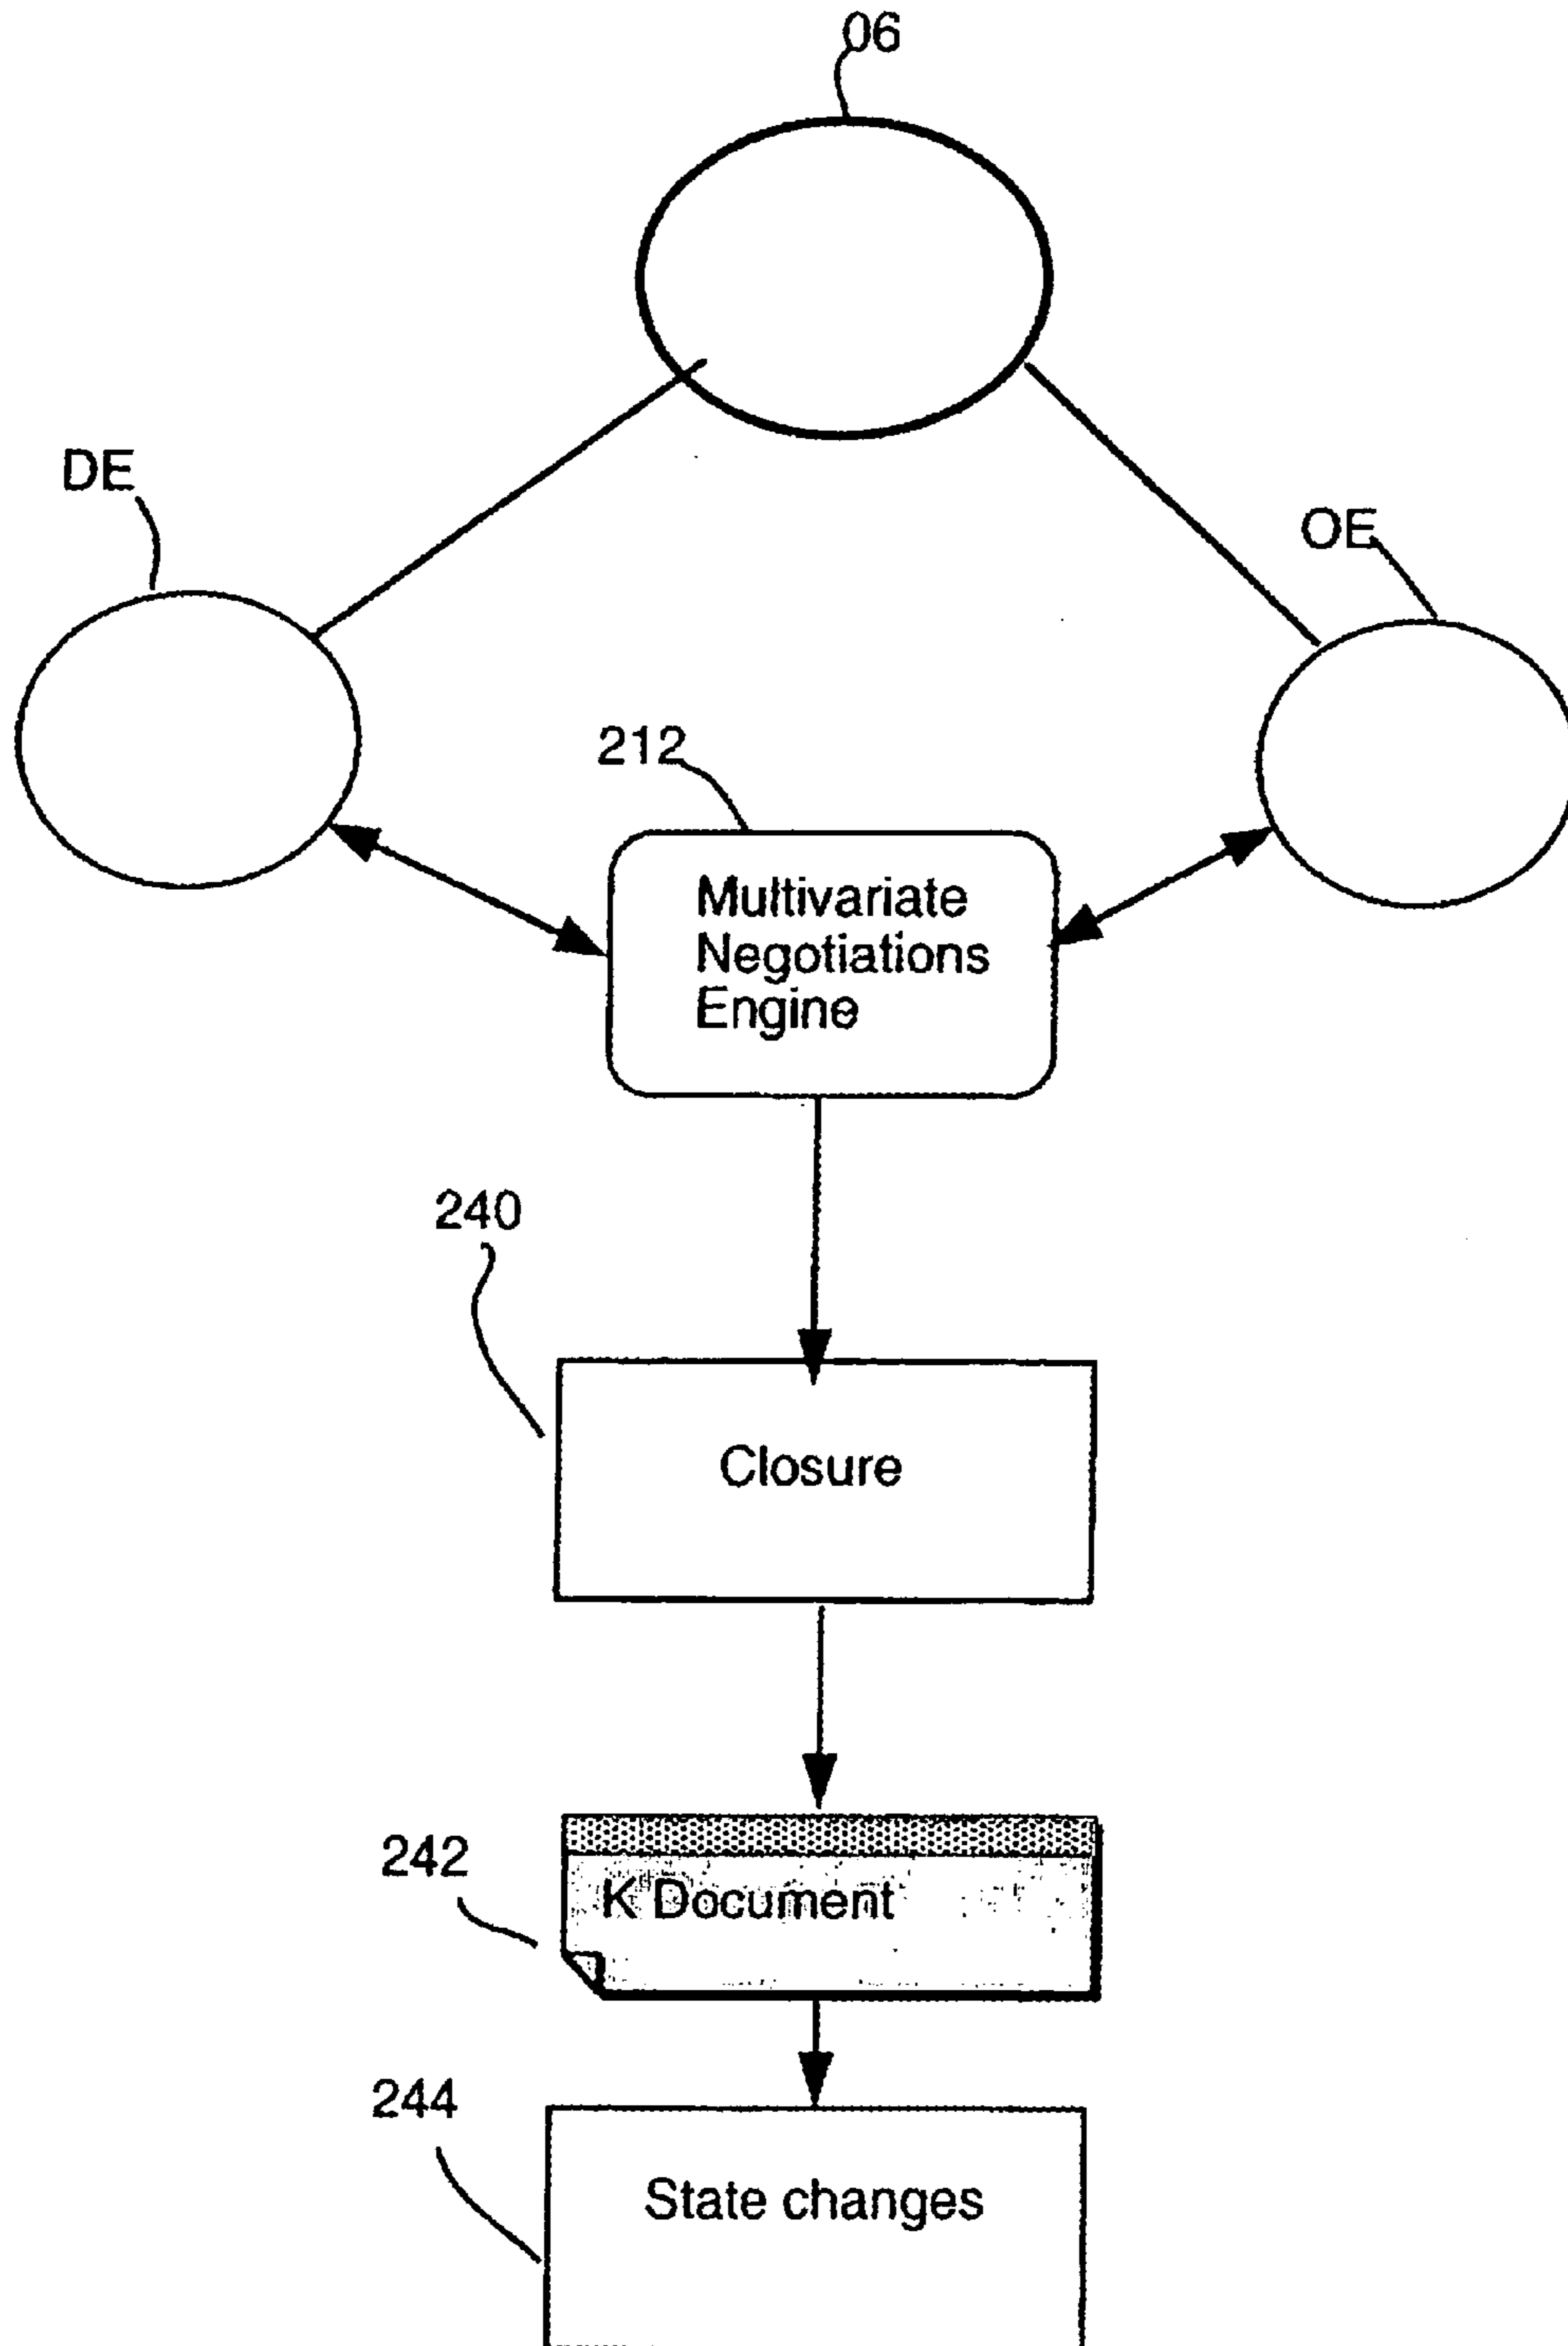 06
DE
OE
212
Multivariate
Negotiations
Engine
240
Closure
242
K Document
244
State changes